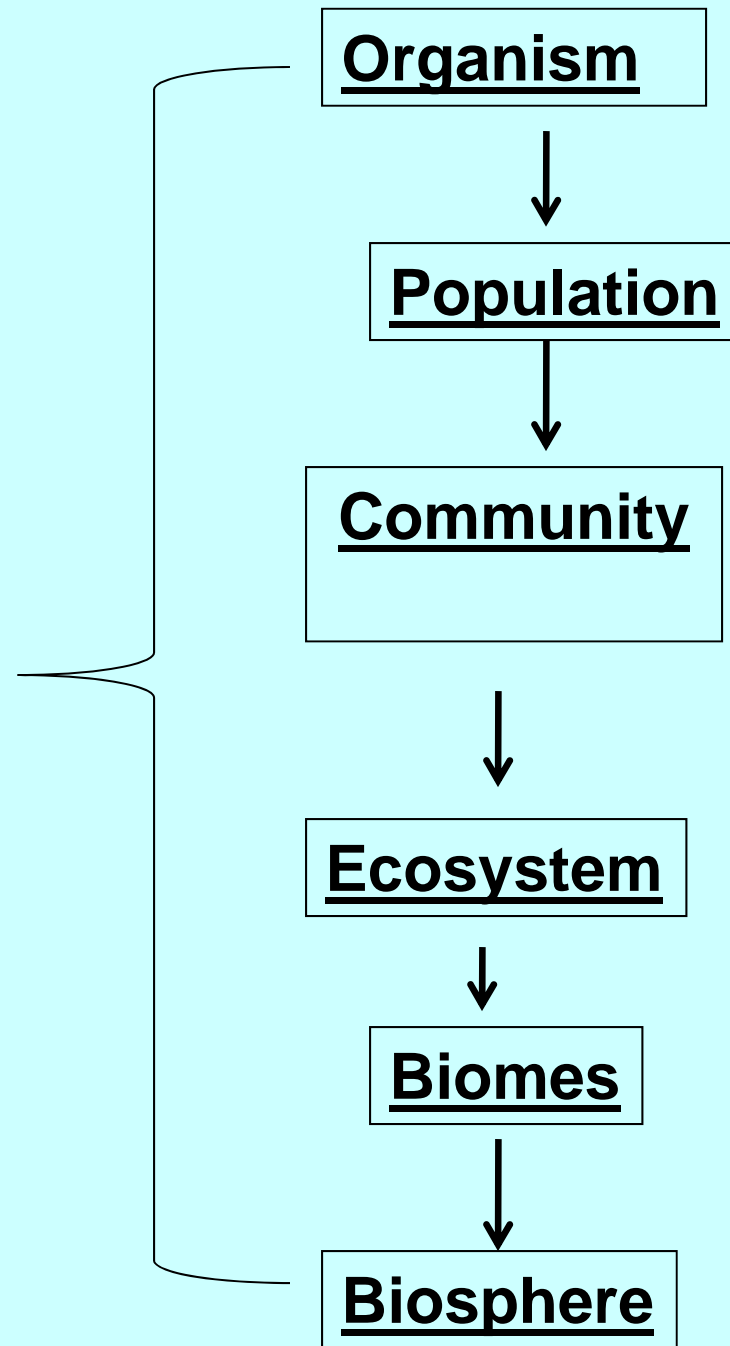 Organism
Population
Community
Ecosystem
Biomes
Biosphere